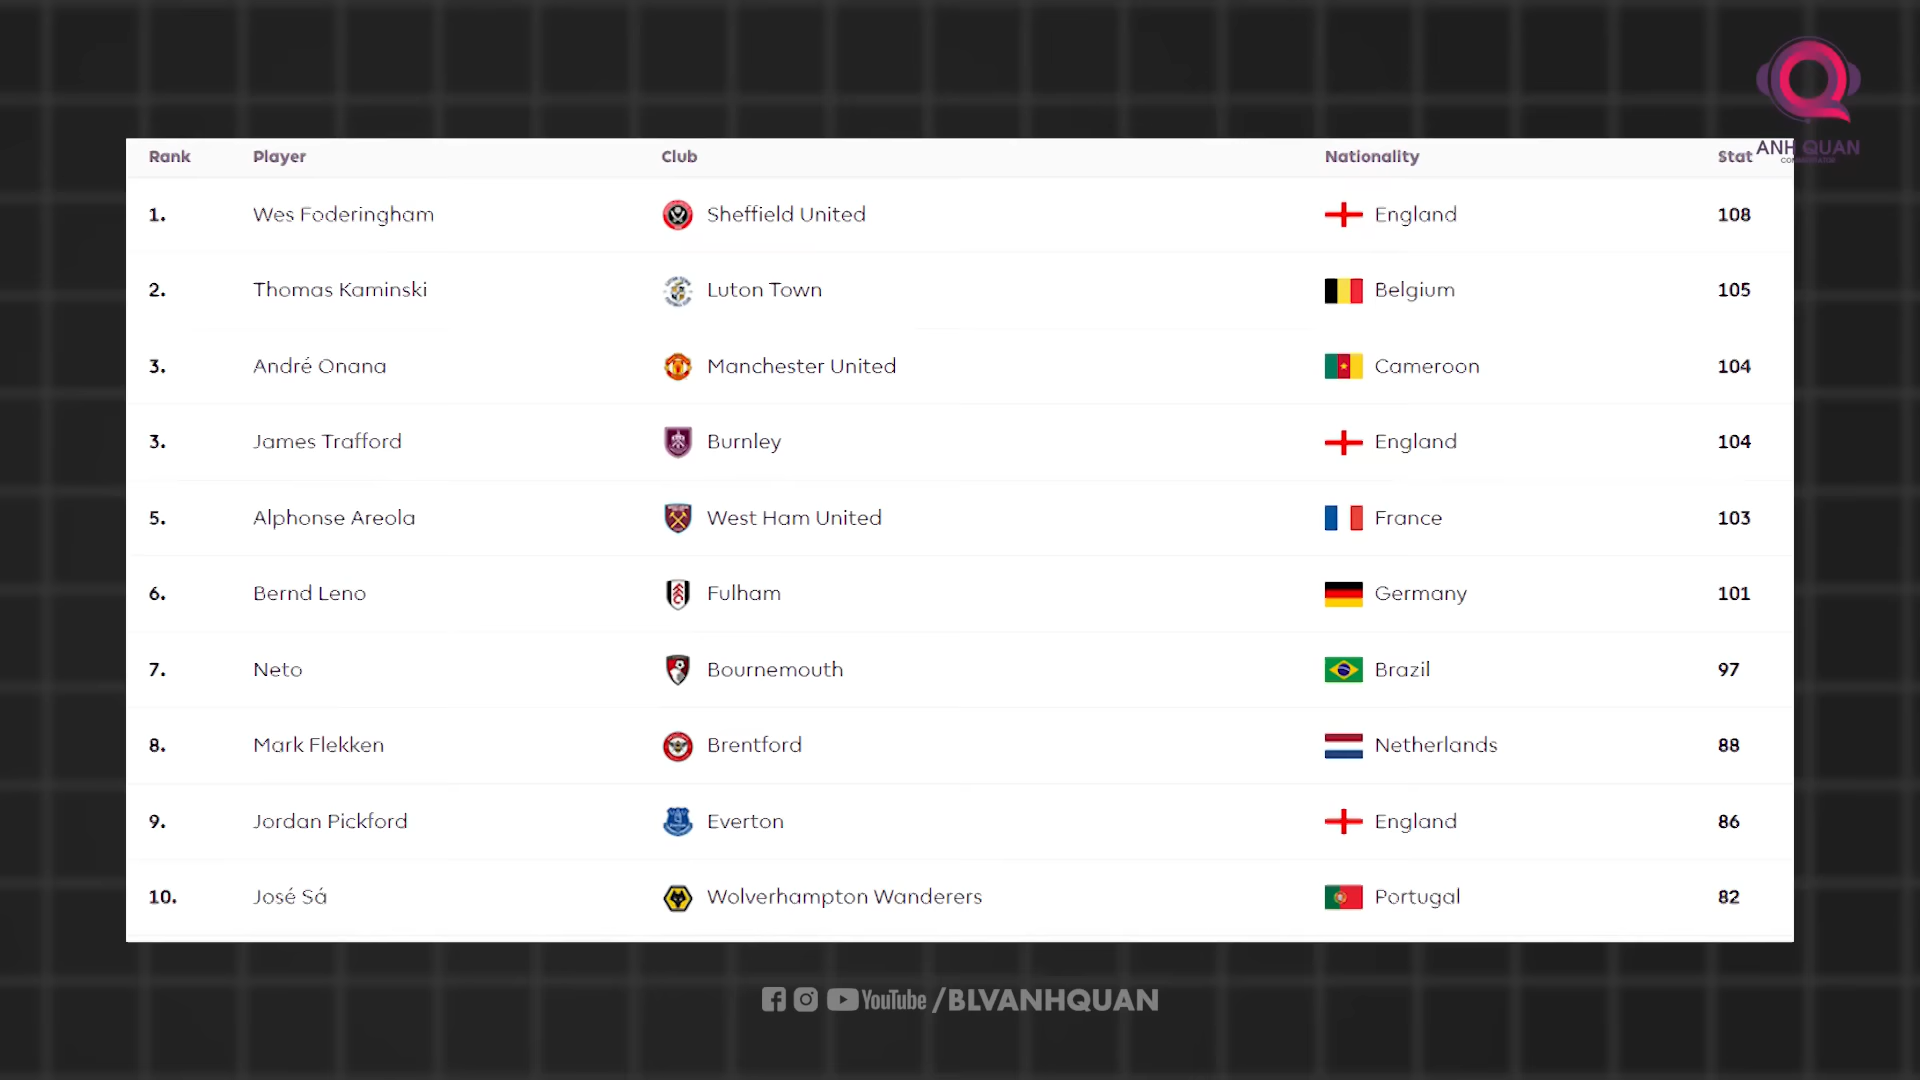 ANH QUAN
Rank Player Club Nationality Stat
1. Wes Foderingham Sheffield United England 108
2. Thomas Kaminski Luton Town Belgium 105
3. André Onana Manchester United Cameroon 104
3. James Trafford Burnley England 104
5. Alphonse Areola West Ham United France 103
6. Bernd Leno Fulham Germany 101
7. Neto Bournemouth Brazil 97
8. Mark Flekken Brentford Netherlands 88
9. Jordan Pickford Everton England 86
10. José Sá Wolverhampton Wanderers Portugal 82
YouTube /BLVANHQUAN